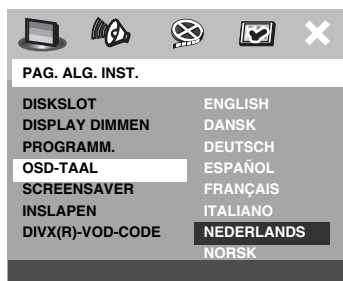 PAG. ALG. INST.
DISKSLOT
DISPLAY DIMMEN
PROGRAMM.
OSD-TAAL
SCREENSAVER
INSLAPEN
DIVX(R)-VOD-CODE
ENGLISH
DANSK
DEUTSCH
ESPAÑOL
FRANÇAIS
ITALIANO
NEDERLANDS
NORSK